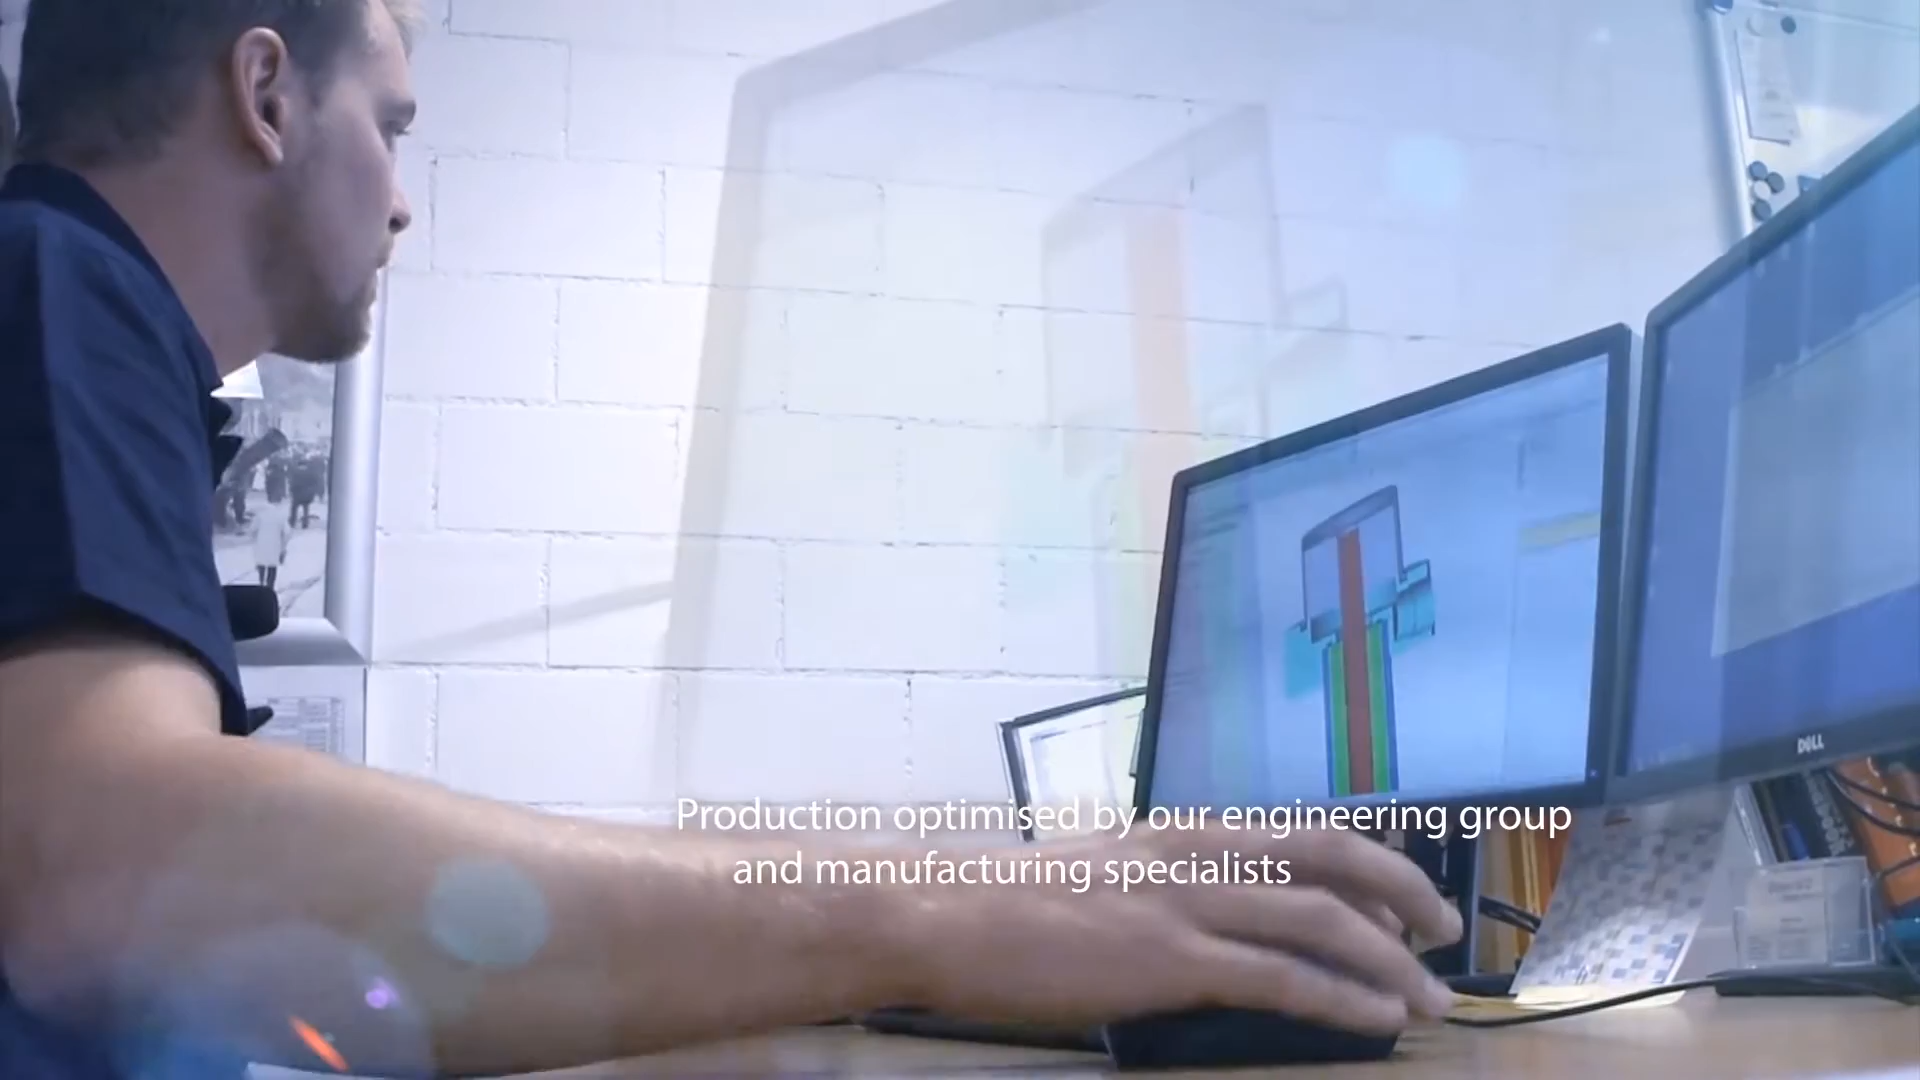 DELL
Production optimised by our engineering group
and manufacturing specialists